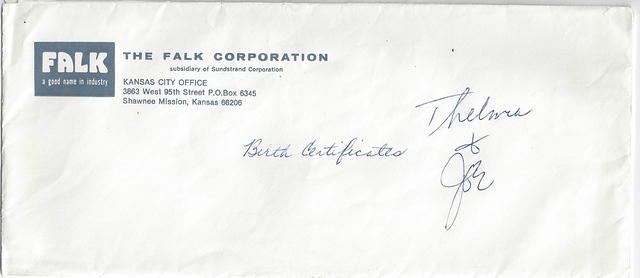 FALK
a good name in industry
THE FALK CORPORATION
subsidiary of Sundstrand Corporation
KANSAS CITY OFFICE
3863 West 95th Street P.O.Box 6345
Shawnee Mission, Kansas 66206
Thelma
&
Joe
Birth Certificates